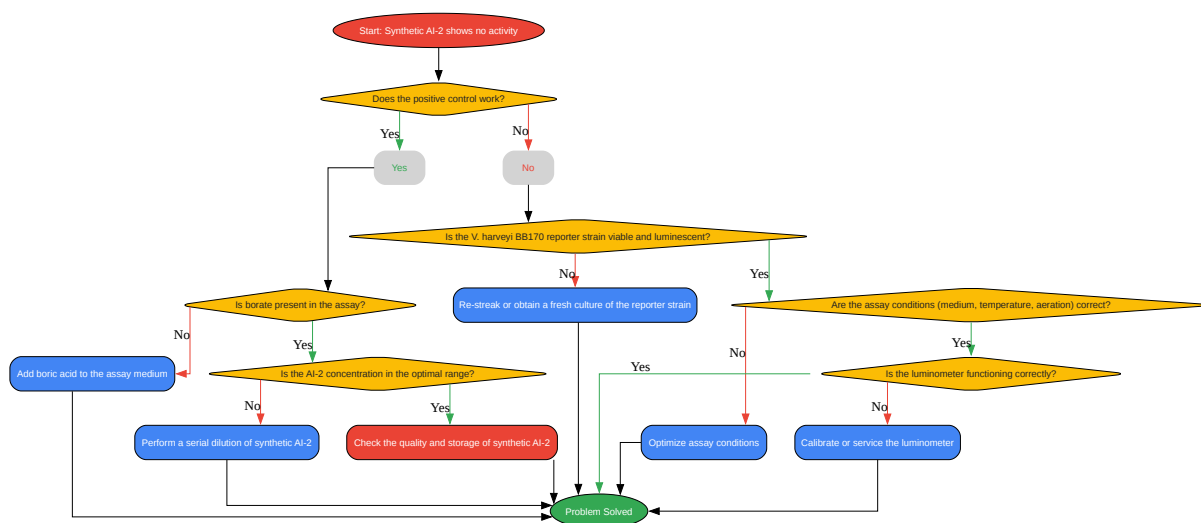 Start: Synthetic AI-2 shows no activity
Does the positive control work?
Yes
No
Yes
No
Is the V. harveyi BB170 reporter strain viable and luminescent?
No
Yes
Is borate present in the assay?
Re-streak or obtain a fresh culture of the reporter strain
Are the assay conditions (medium, temperature, aeration) correct?
No
Yes
No
Yes
Add boric acid to the assay medium
Is the AI-2 concentration in the optimal range?
Yes
Is the luminometer functioning correctly?
No
Yes
No
Perform a serial dilution of synthetic AI-2
Check the quality and storage of synthetic AI-2
Optimize assay conditions
Calibrate or service the luminometer
Problem Solved